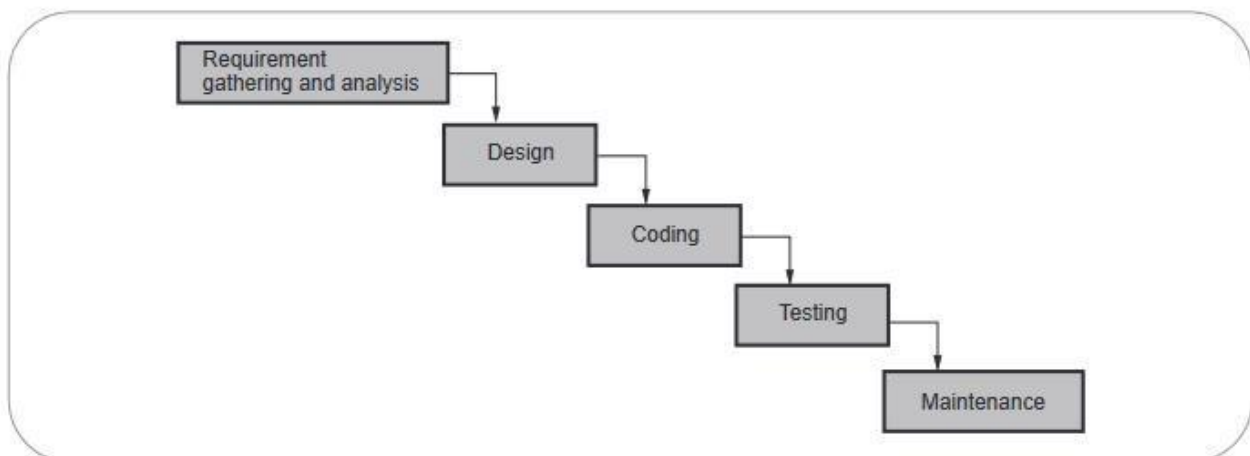 Requirement
gathering and analysis
Design
Coding
Testing
Maintenance